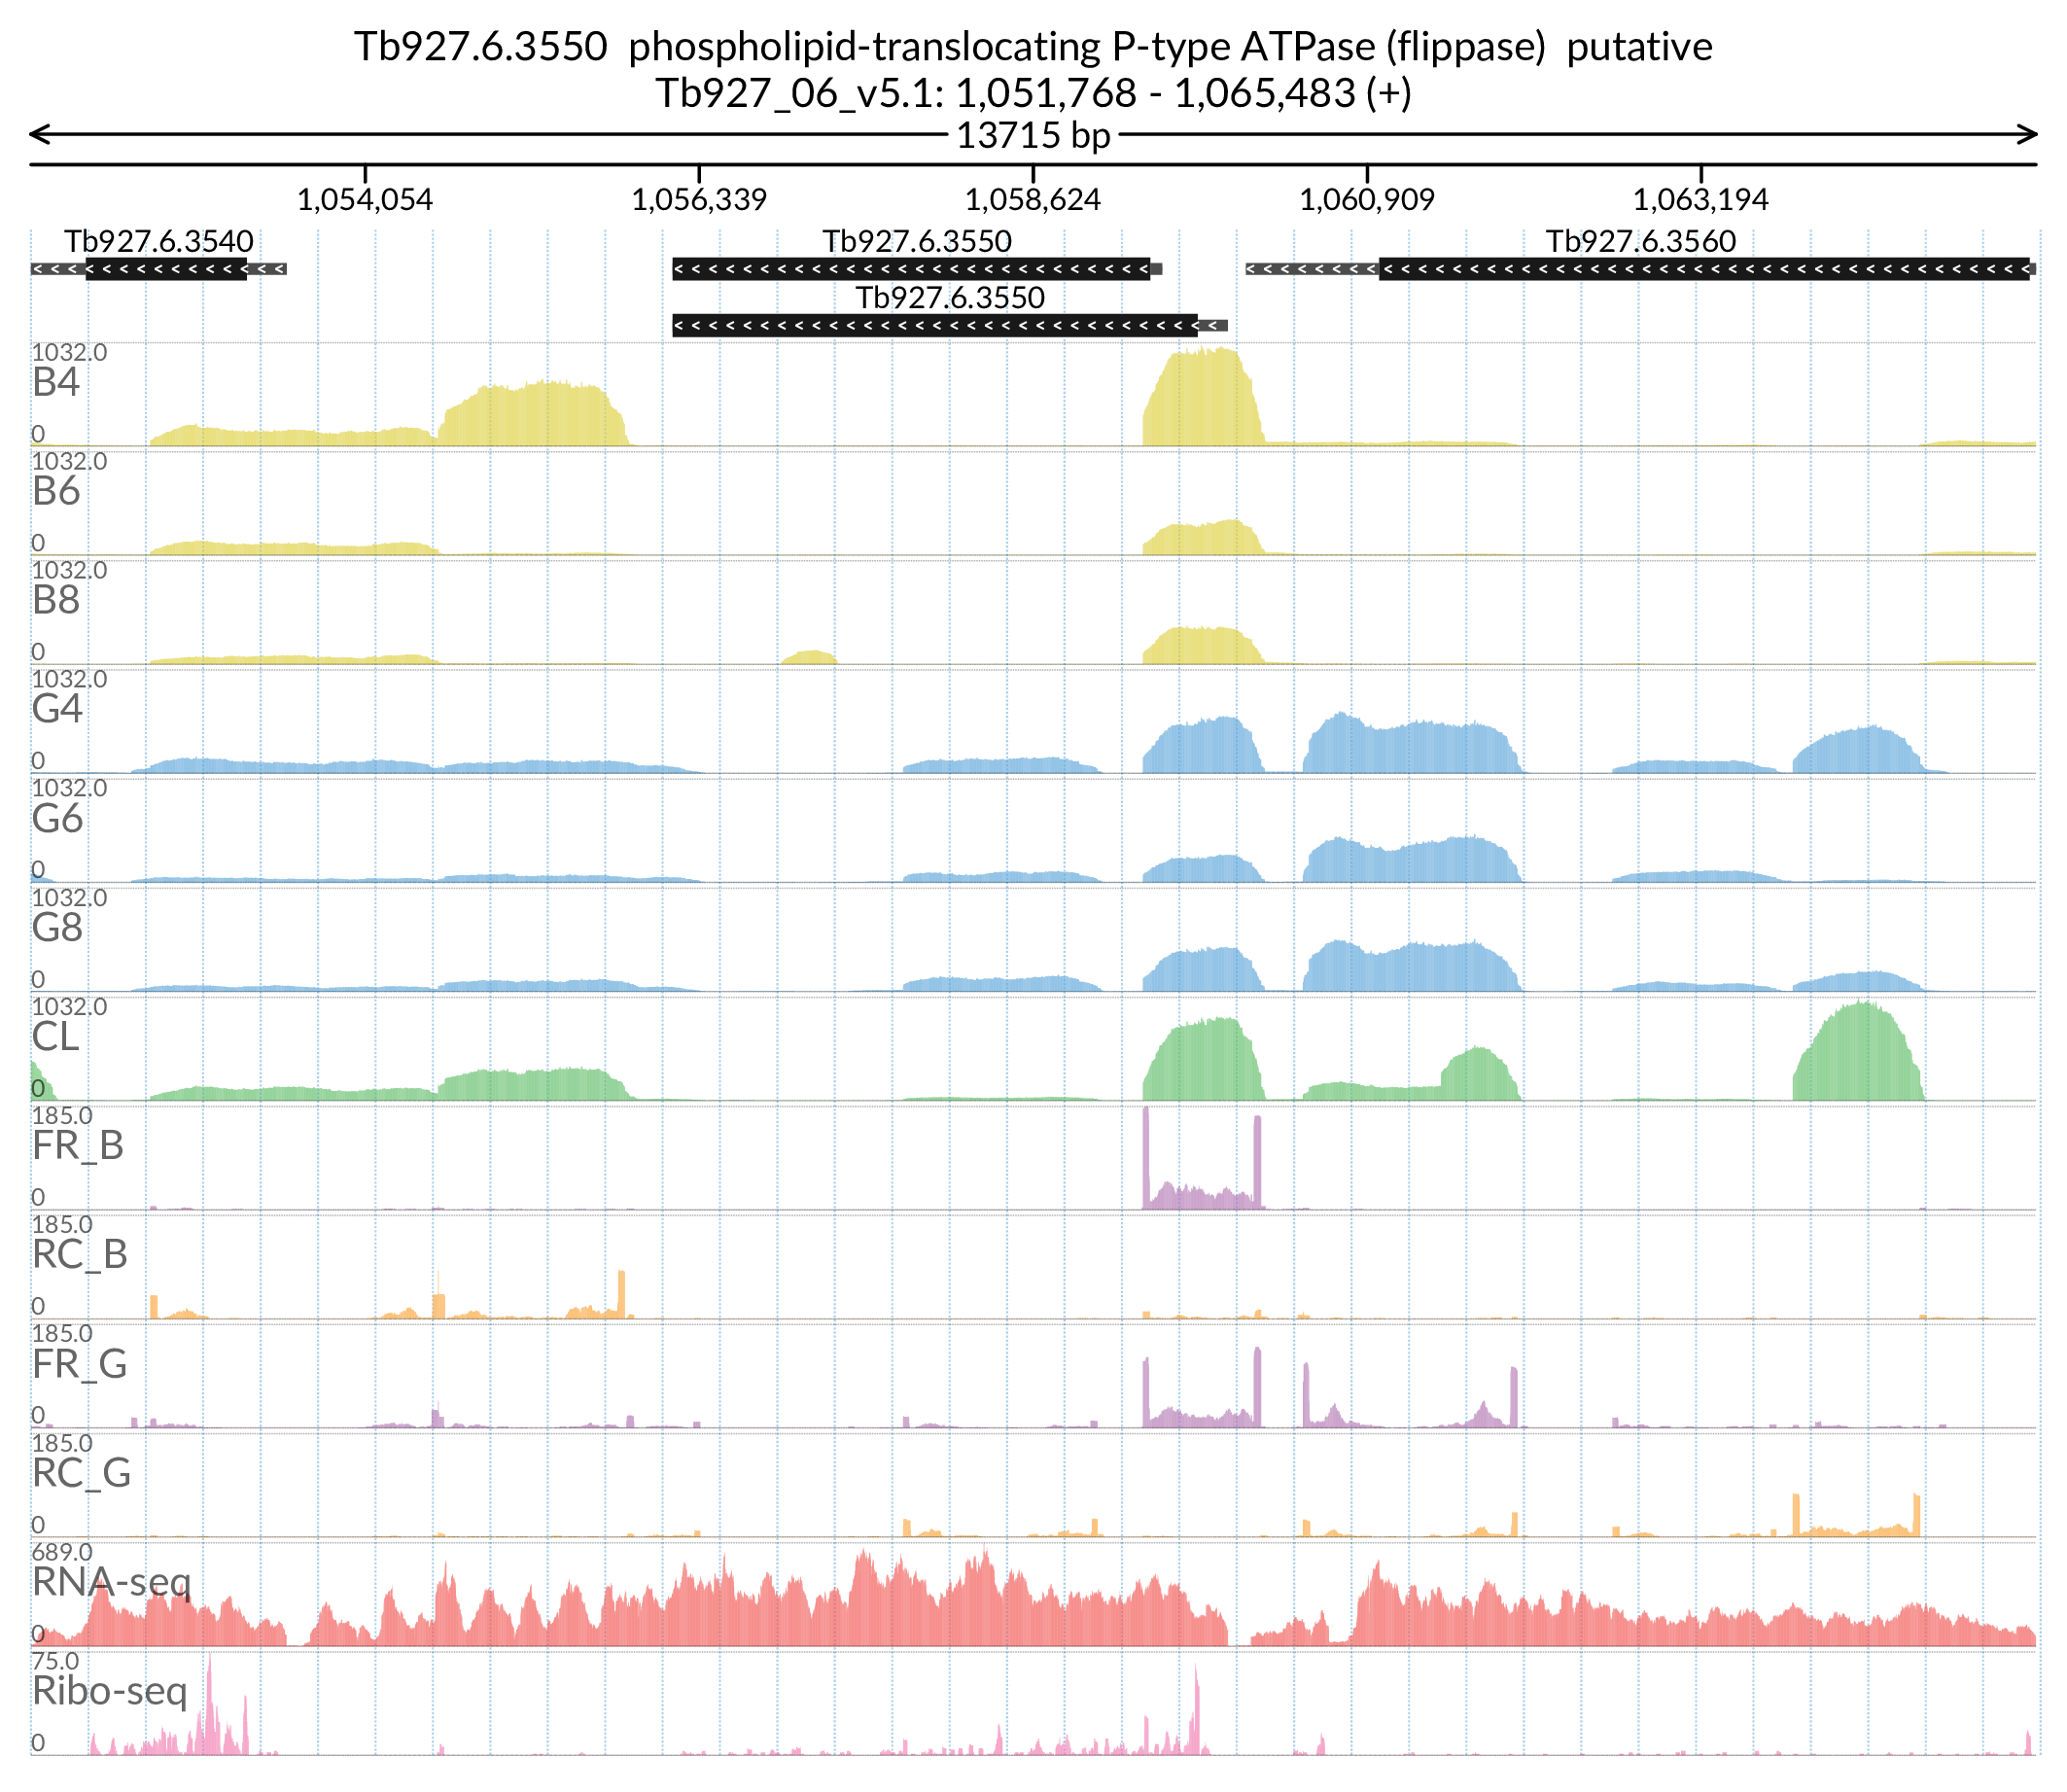 Tb927.6.3550 phospholipid-translocating P-type ATPase (flippase) putative
Tb927_06_v5.1: 1,051,768 - 1,065,483 (+)
13715 bp
1,054,054 1,056,339 1,058,624 1,060,909 1,063,194
Tb927.6.3540 Tb927.6.3550 Tb927.6.3560
Tb927.6.3550
1032.0
B4
0
1032.0
B6
0
1032.0
B8
0
1032.0
G4
0
1032.0
G6
0
1032.0
G8
0
1032.0
CL
0
185.0
FR_B
0
185.0
RC_B
0
185.0
FR_G
0
185.0
RC_G
0
689.0
RNA-seq
0
75.0
Ribo-seq
0